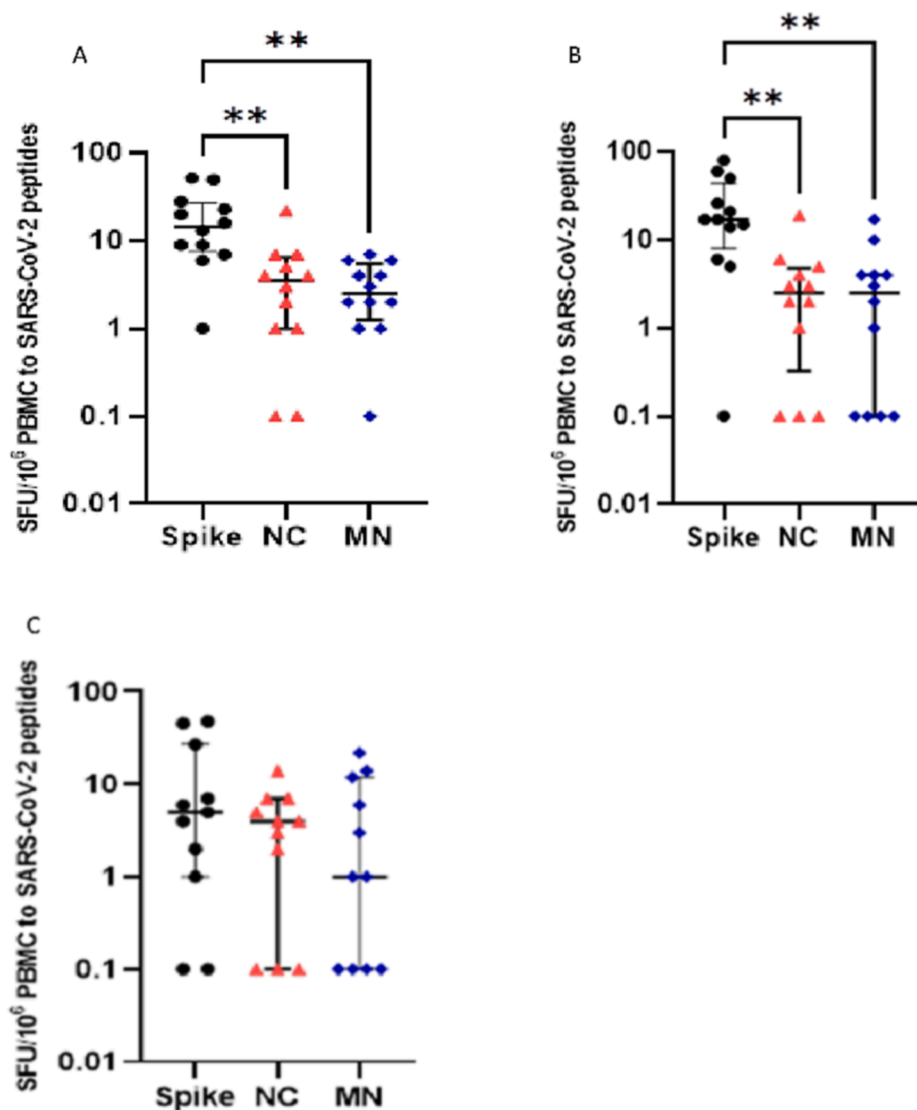 A
**
**
SFU/10⁶ PBMC to SARS-CoV-2 peptides
100
10
1
0.1
0.01
Spike NC MN
B
**
**
SFU/10⁶ PBMC to SARS-CoV-2 peptides
100
10
1
0.1
0.01
Spike NC MN
C
SFU/10⁶ PBMC to SARS-CoV-2 peptides
100
10
1
0.1
0.01
Spike NC MN